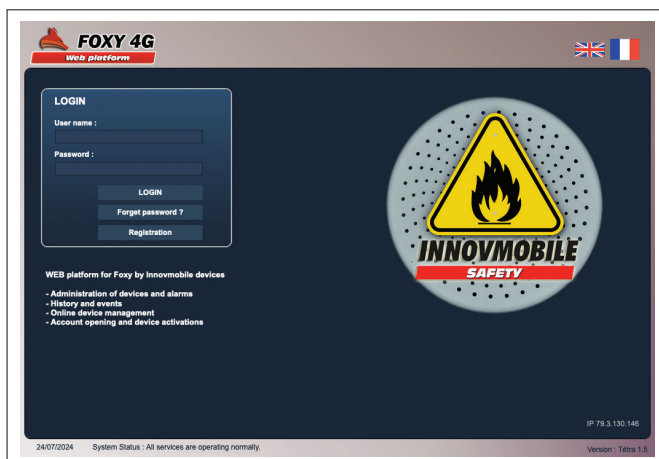 FOXY 4G
Web platform
LOGIN
User name :
Password :
LOGIN
Forget password ?
Registration
WEB platform for Foxy by Innovmobile devices
- Administration of devices and alarms
- History and events
- Online device management
- Account opening and device activations
INNOVMOBILE
SAFETY
IP 79.3.130.146
24/07/2024 System Status : All services are operating normally.
Version : Tétra 1.5